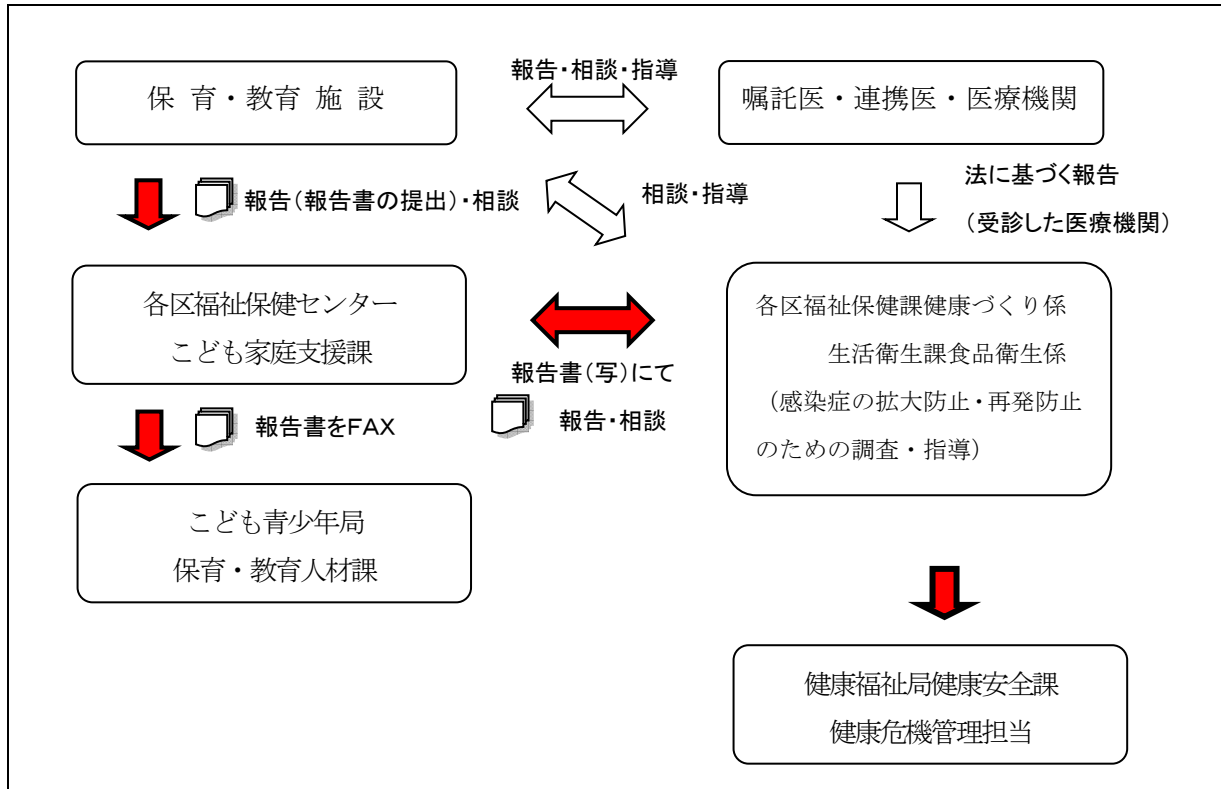 報告・相談・指導
保 育・教育 施 設
嘱託医・連携医・医療機関
報告(報告書の提出)・相談
相談・指導
法に基づく報告
(受診した医療機関)
各区福祉保健センター
こども家庭支援課
報告書(写)にて
報告・相談
各区福祉保健課健康づくり係
生活衛生課食品衛生係
(感染症の拡大防止・再発防止
のための調査・指導)
報告書をFAX
こども青少年局
保育・教育人材課
健康福祉局健康安全課
健康危機管理担当